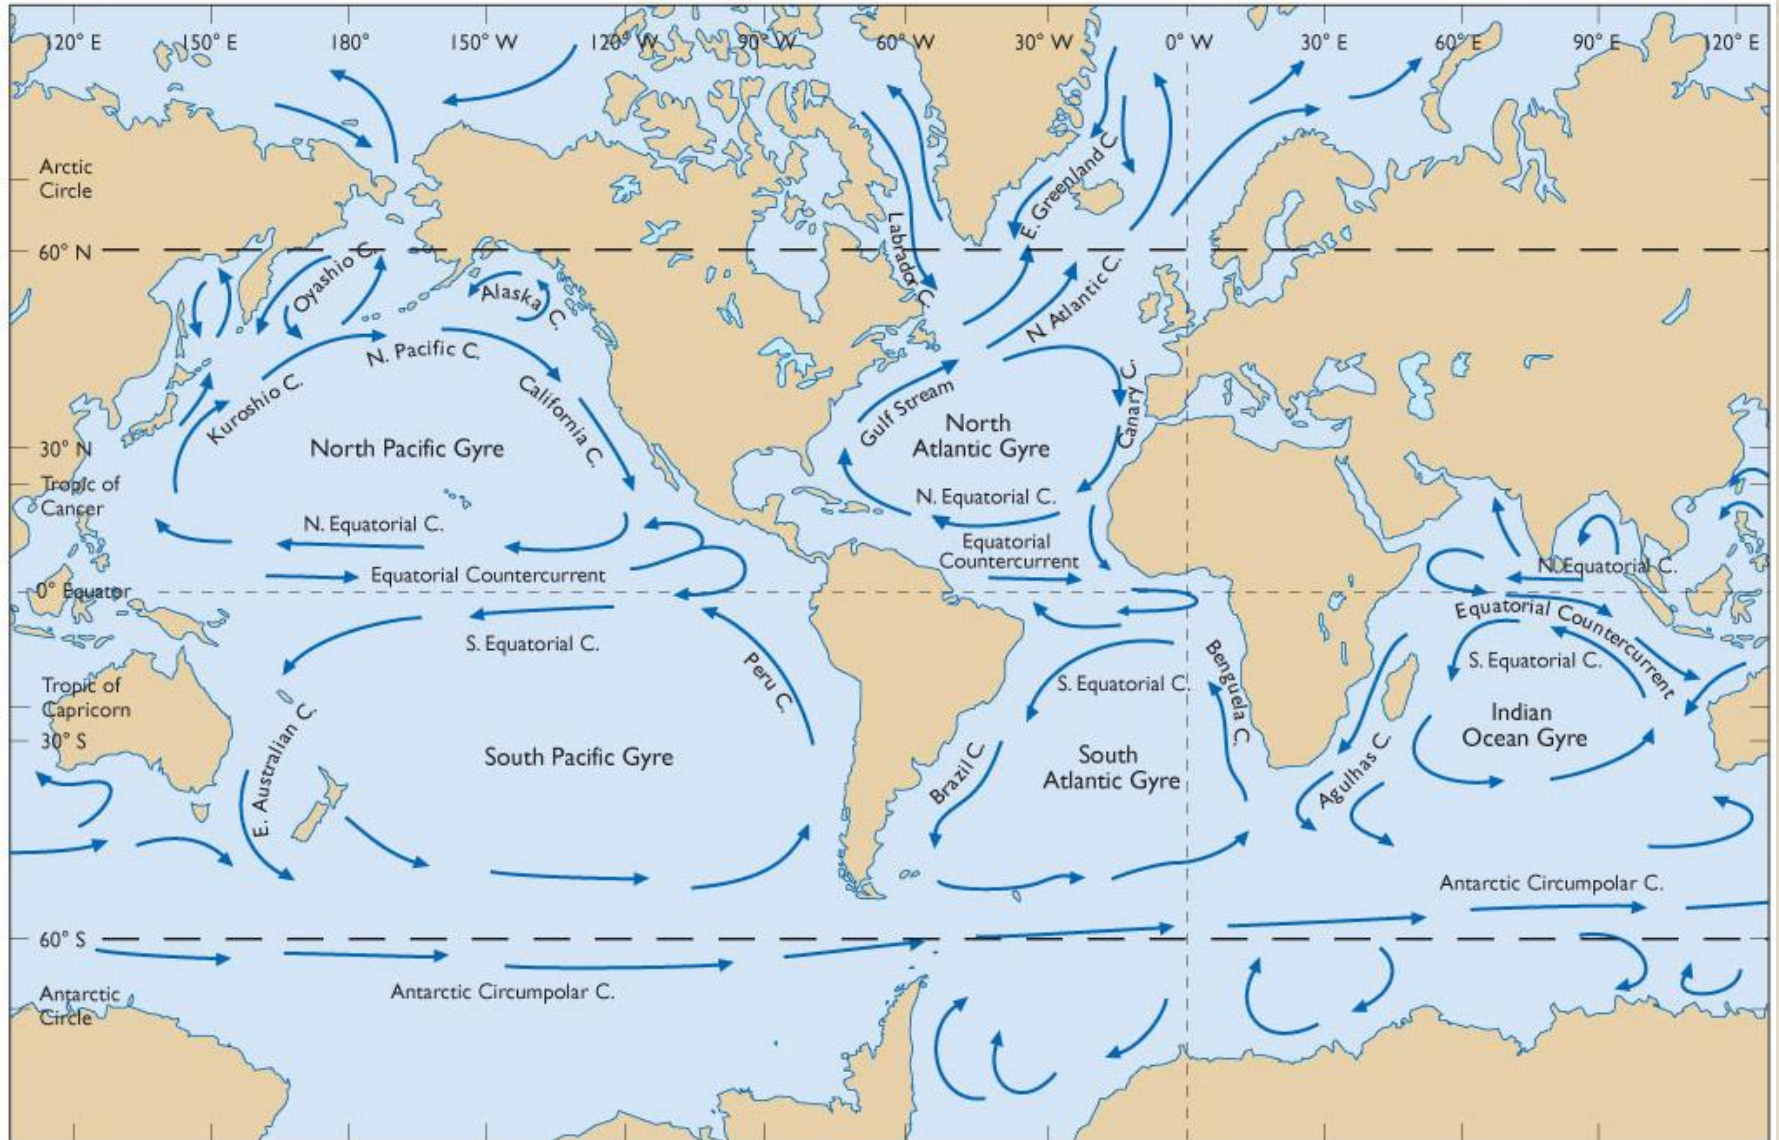 120° E
150° E
180°
150° W
120° W
90° W
60° W
30° W
0° W
30° E
60° E
90° E
120° E
Arctic
Circle
60° N
30° N
Tropic of
Cancer
0° Equator
Tropic of
Capricorn
30° S
60° S
Antarctic
Circle
Oyashio C.
Alaska C.
N. Pacific C.
Kuroshio C.
California C.
North Pacific Gyre
N. Equatorial C.
Equatorial Countercurrent
S. Equatorial C.
Peru C.
E. Australian C.
South Pacific Gyre
Antarctic Circumpolar C.
Labrador C.
E. Greenland C.
N Atlantic C.
Gulf Stream
Canary C.
North
Atlantic Gyre
N. Equatorial C.
Equatorial
Countercurrent
S. Equatorial C.
Benguela C.
Brazil C.
South
Atlantic Gyre
Agulhas C.
N. Equatorial C.
Equatorial Countercurrent
S. Equatorial C.
Indian
Ocean Gyre
Antarctic Circumpolar C.